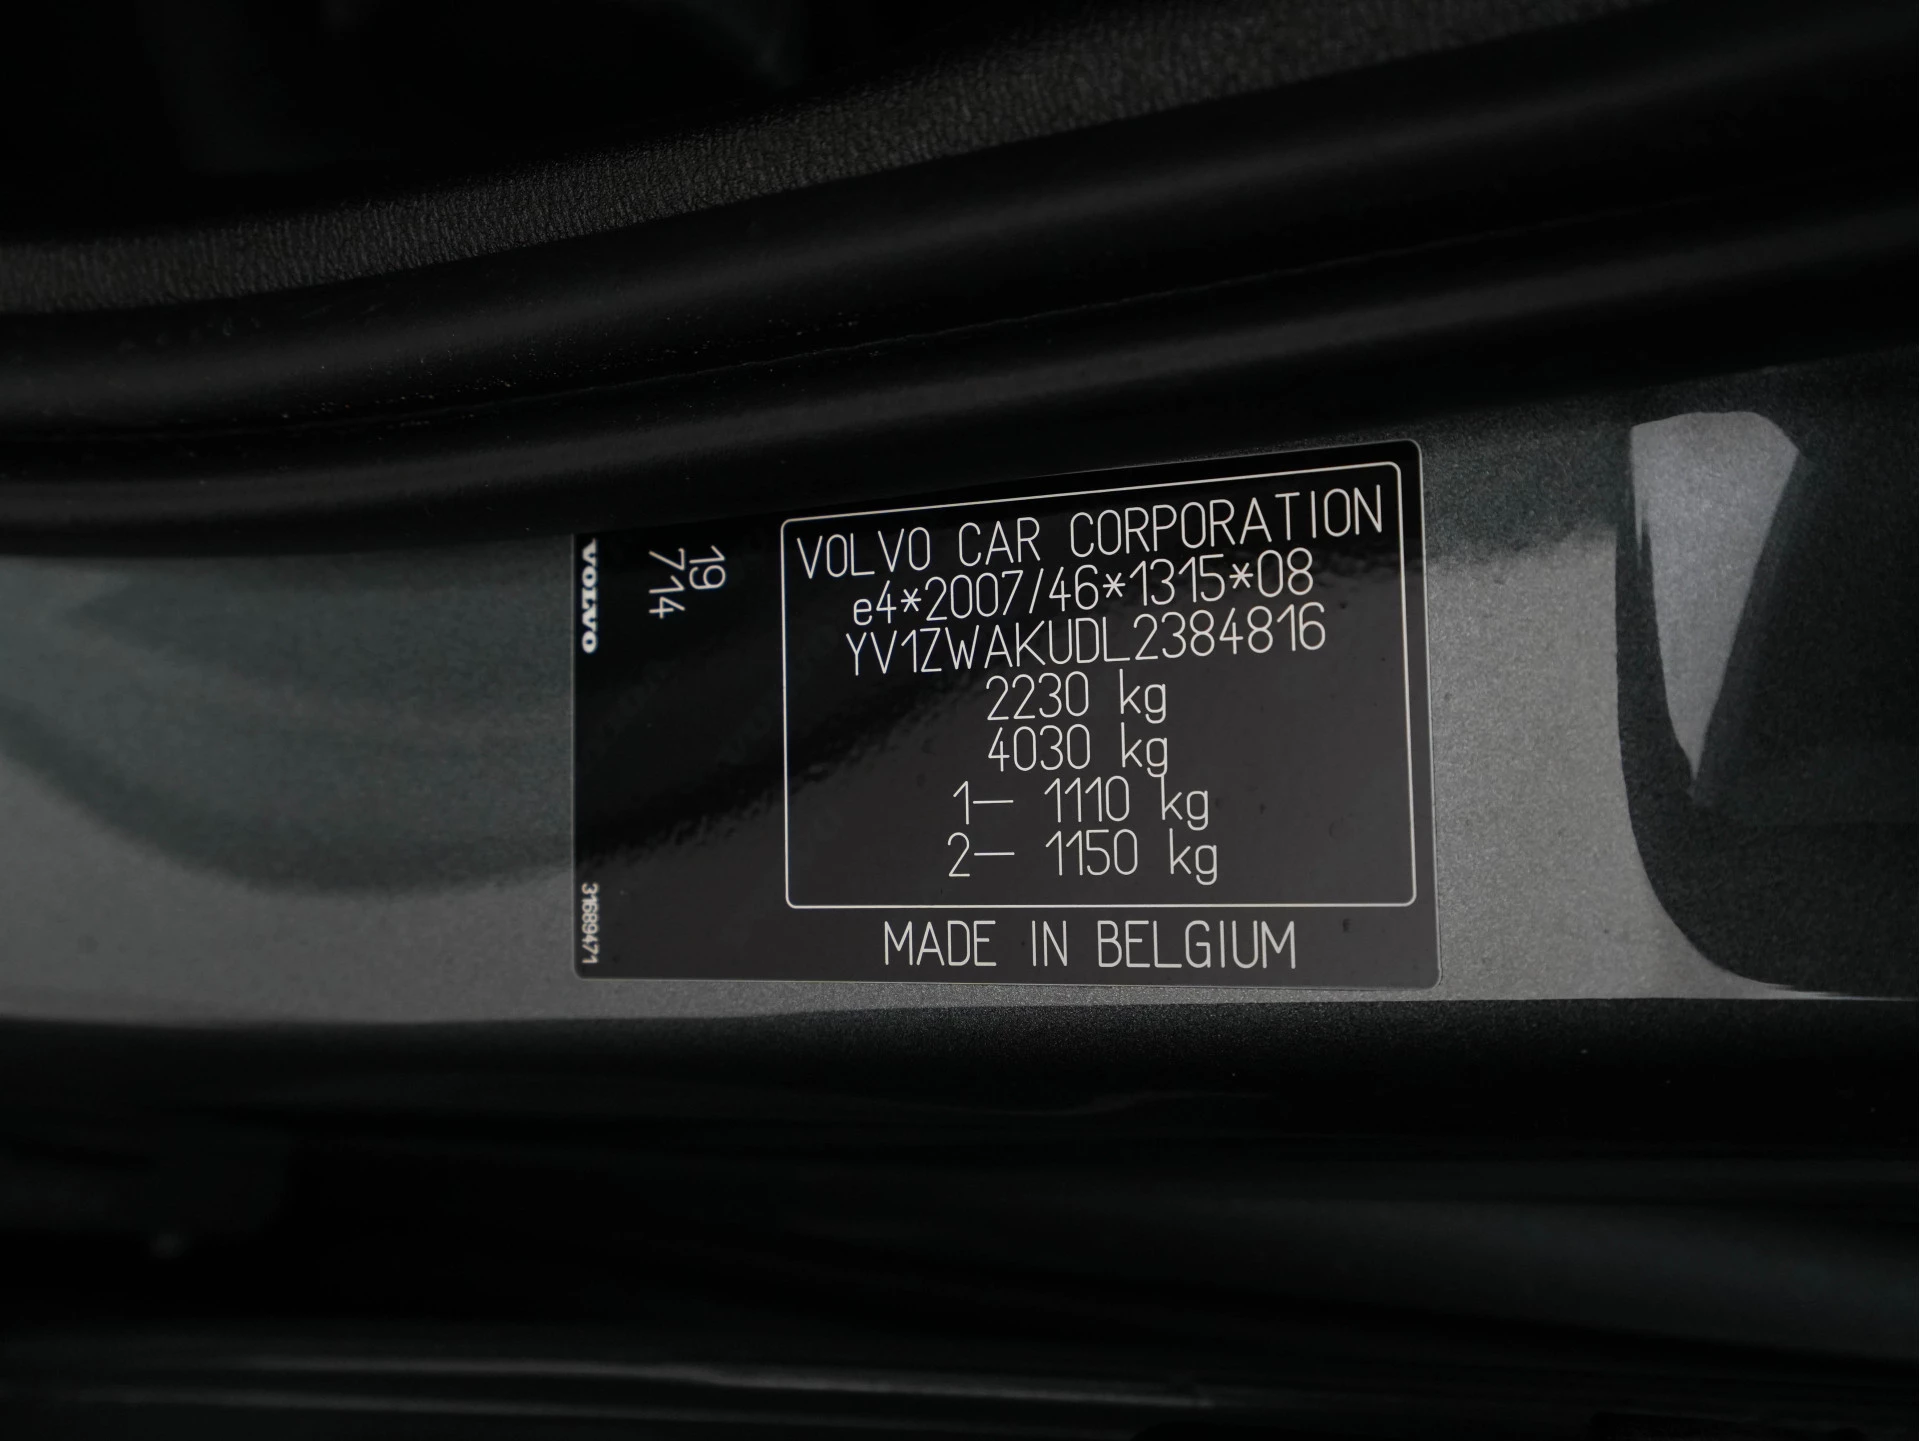 VOLVO
31689471
19
714
VOLVO CAR CORPORATION
e4*2007/46*1315*08
YV1ZWAKUDL2384816
2230 kg
4030 kg
1— 1110 kg
2— 1150 kg
MADE IN BELGIUM